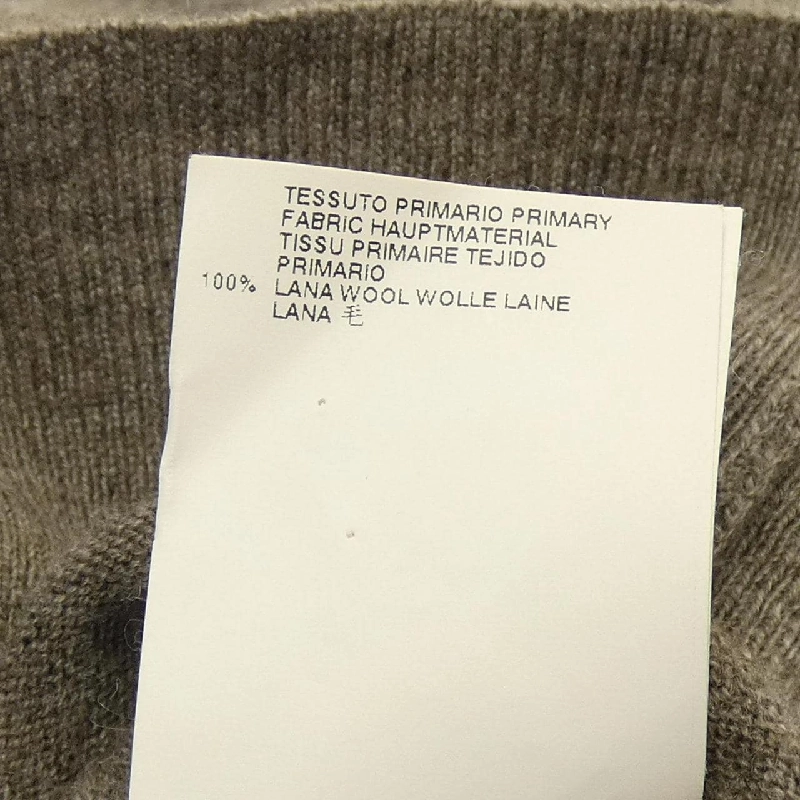 TESSUTO PRIMARIO PRIMARY
FABRIC HAUPTMATERIAL
TISSU PRIMAIRE TEJIDO
PRIMARIO
100% LANA WOOL WOLLE LAINE
LANA 毛